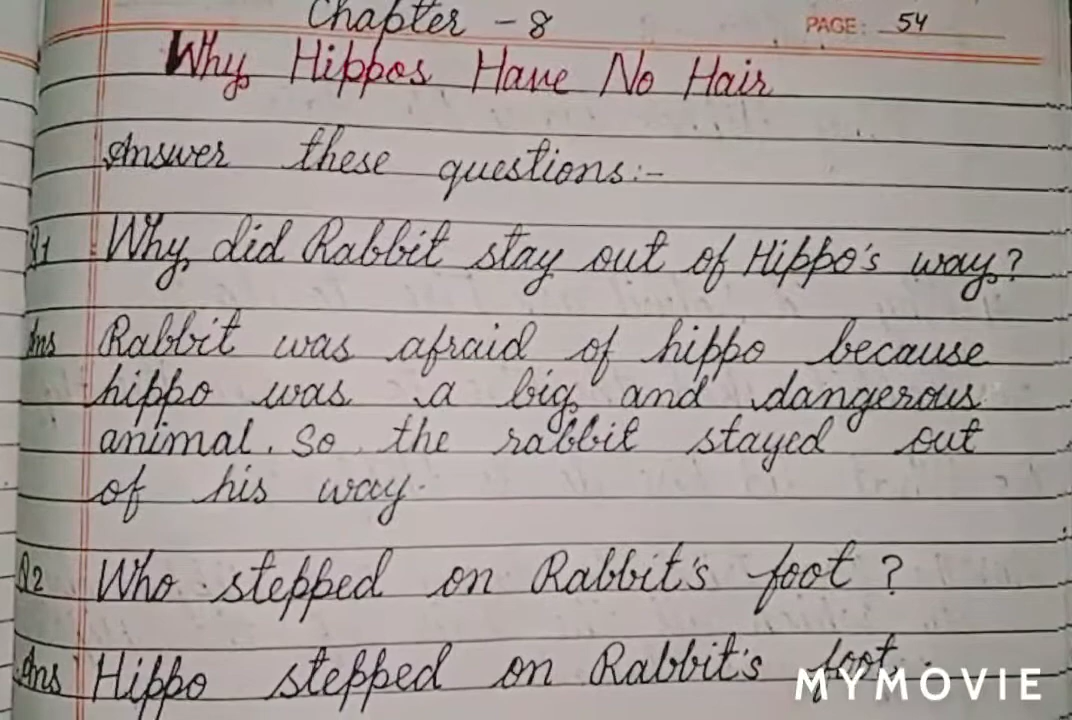 Chapter - 8
PAGE: 54
Why Hippos Have No Hair
Answer these questions:-
Q1 Why did Rabbit stay out of Hippo's way?
Ans Rabbit was afraid of hippo because
hippo was a big and dangerous
animal. So the rabbit stayed out
of his way.
Q2 Who stepped on Rabbit's foot?
Ans Hippo stepped on Rabbit's foot.
MYMOVIE